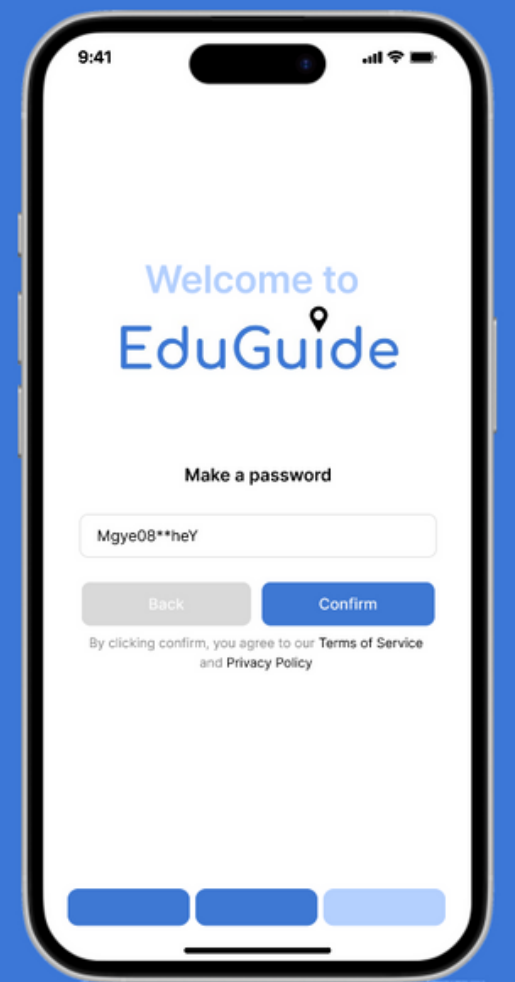 9:41
Welcome to
EduGuide
Make a password
Mgye08**heY
Back Confirm
By clicking confirm, you agree to our Terms of Service
and Privacy Policy